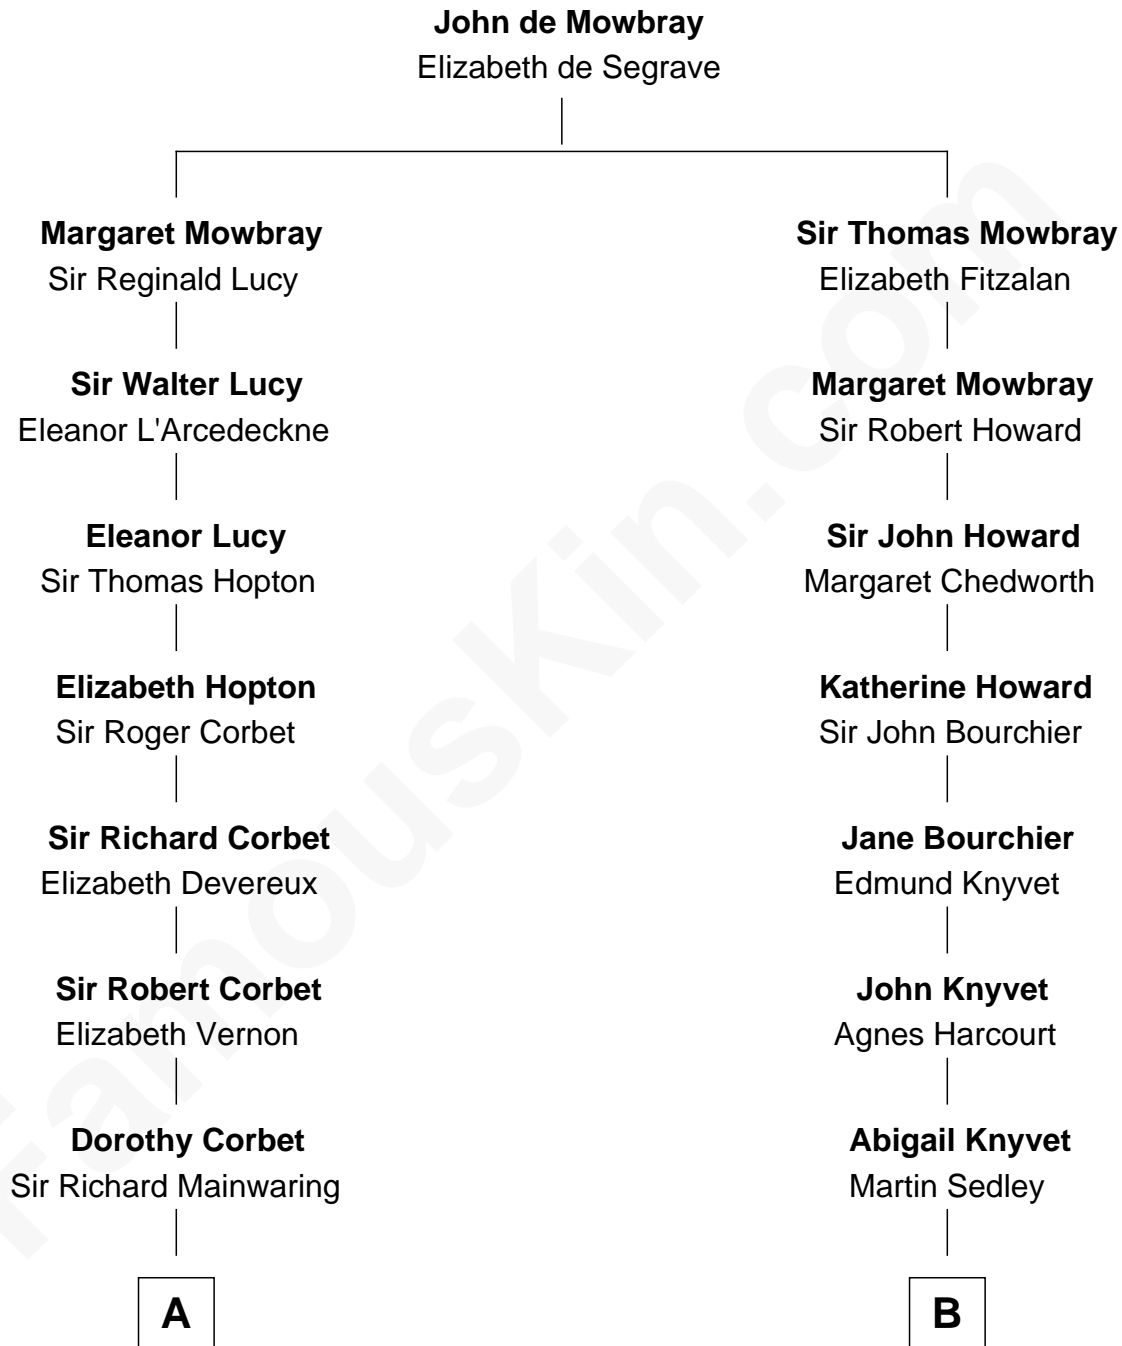 John de Mowbray
Elizabeth de Segrave
Margaret Mowbray
Sir Reginald Lucy
Sir Thomas Mowbray
Elizabeth Fitzalan
Sir Walter Lucy
Eleanor L'Arcedeckne
Margaret Mowbray
Sir Robert Howard
Eleanor Lucy
Sir Thomas Hopton
Sir John Howard
Margaret Chedworth
Elizabeth Hopton
Sir Roger Corbet
Katherine Howard
Sir John Bourchier
Sir Richard Corbet
Elizabeth Devereux
Jane Bourchier
Edmund Knyvet
Sir Robert Corbet
Elizabeth Vernon
John Knyvet
Agnes Harcourt
Dorothy Corbet
Sir Richard Mainwaring
Abigail Knyvet
Martin Sedley
A
B
FamousKin.com